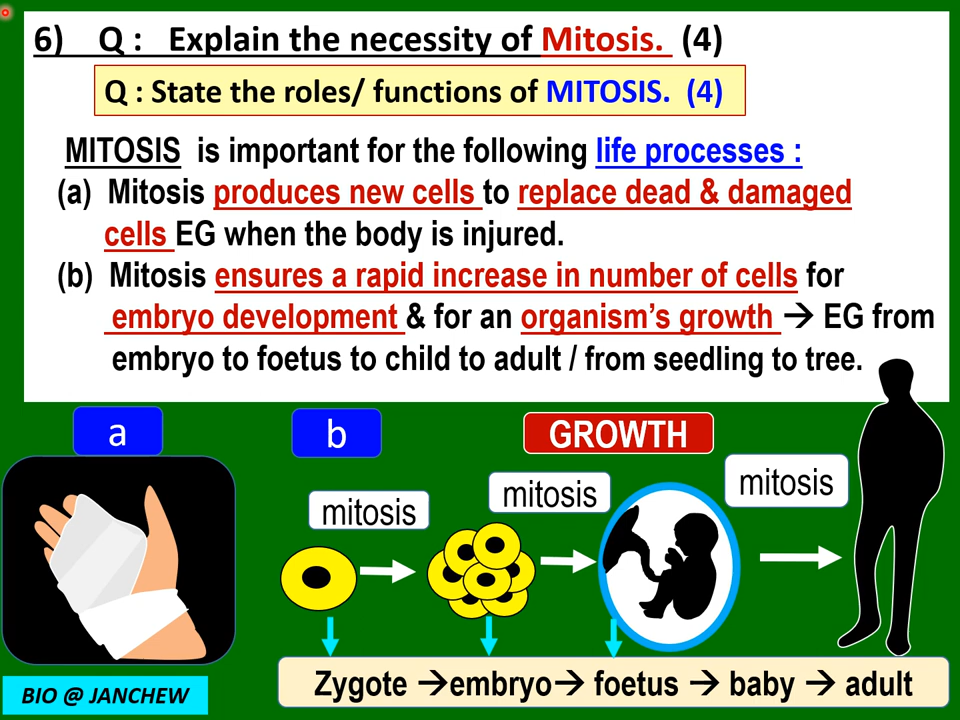 6) Q : Explain the necessity of Mitosis. (4)
Q : State the roles/ functions of MITOSIS. (4)
MITOSIS is important for the following life processes :
(a) Mitosis produces new cells to replace dead & damaged
cells EG when the body is injured.
(b) Mitosis ensures a rapid increase in number of cells for
embryo development & for an organism's growth → EG from
embryo to foetus to child to adult / from seedling to tree.
a
b
GROWTH
mitosis
mitosis
mitosis
Zygote →embryo→ foetus → baby → adult
BIO @ JANCHEW